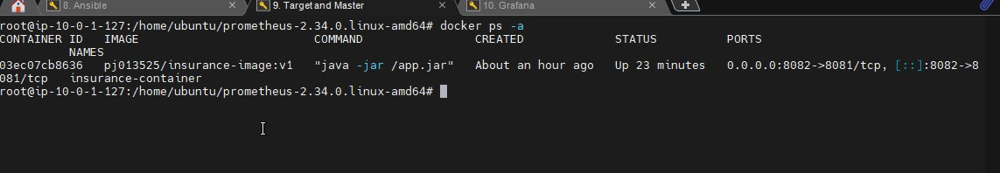 8. Ansible
9. Target and Master
10. Grafana
root@ip-10-0-1-127:/home/ubuntu/prometheus-2.34.0.linux-amd64# docker ps -a
CONTAINER ID   IMAGE                         COMMAND                CREATED             STATUS          PORTS
          NAMES
03ec07cb8636   pj013525/insurance-image:v1   "java -jar /app.jar"   About an hour ago   Up 23 minutes   0.0.0.0:8082->8081/tcp, [::]:8082->8
081/tcp   insurance-container
root@ip-10-0-1-127:/home/ubuntu/prometheus-2.34.0.linux-amd64#